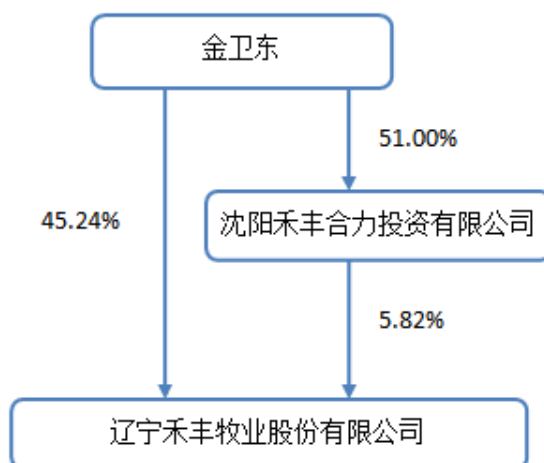 金卫东
51.00%
45.24%
沈阳禾丰合力投资有限公司
5.82%
辽宁禾丰牧业股份有限公司